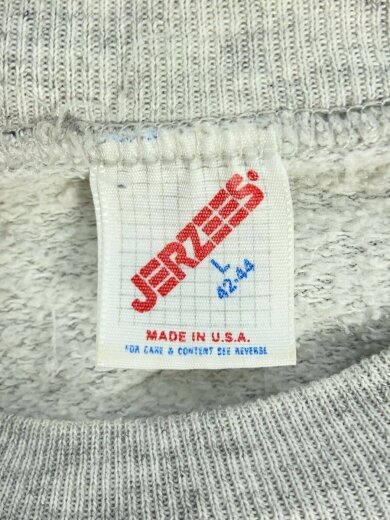 JERZEES®
L
42-44
MADE IN U.S.A.
FOR CARE & CONTENT SEE REVERSE